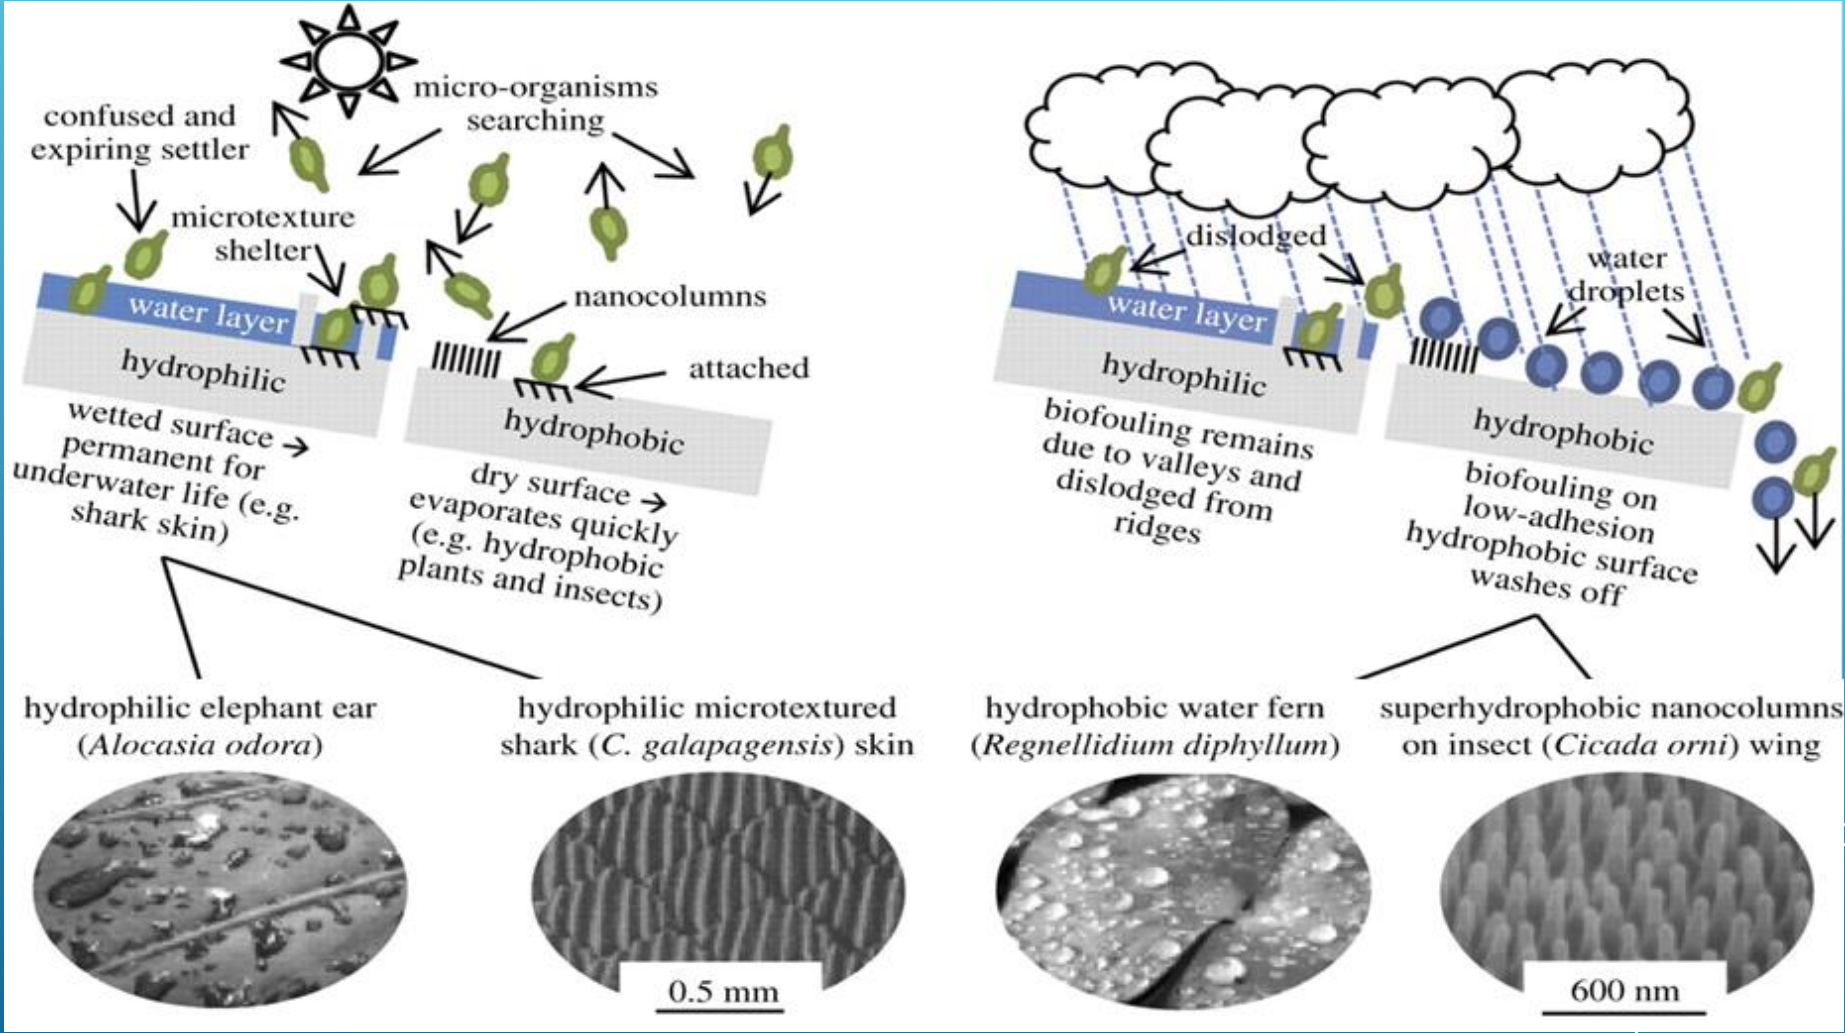 confused and
expiring settler
micro-organisms
searching
microtexture
shelter
nanocolumns
attached
water layer
hydrophilic
hydrophobic
wetted surface →
permanent for
underwater life (e.g.
shark skin)
dry surface →
evaporates quickly
(e.g. hydrophobic
plants and insects)
dislodged
water
droplets
water layer
hydrophilic
hydrophobic
biofouling remains
due to valleys and
dislodged from
ridges
biofouling on
low-adhesion
hydrophobic surface
washes off
hydrophilic elephant ear
(Alocasia odora)
hydrophilic microtextured
shark (C. galapagensis) skin
hydrophobic water fern
(Regnellidium diphyllum)
superhydrophobic nanocolumns
on insect (Cicada orni) wing
0.5 mm
600 nm